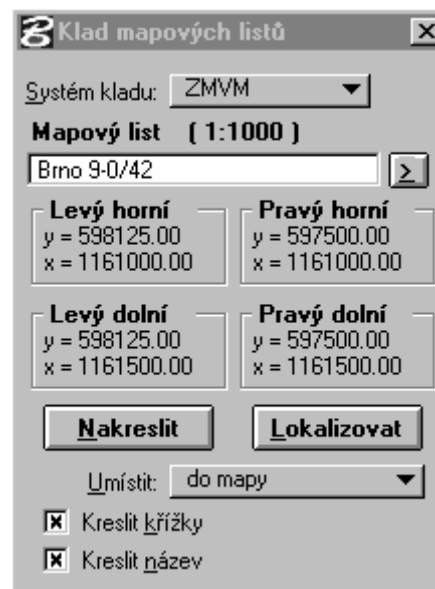 Klad mapových listů
Systém kladu: ZMVM
Mapový list ( 1:1000 )
Brno 9-0/42 >
Levý horní
y = 598125.00
x = 1161000.00
Pravý horní
y = 597500.00
x = 1161000.00
Levý dolní
y = 598125.00
x = 1161500.00
Pravý dolní
y = 597500.00
x = 1161500.00
Nakreslit Lokalizovat
Umístit: do mapy
Kreslit křížky
Kreslit název